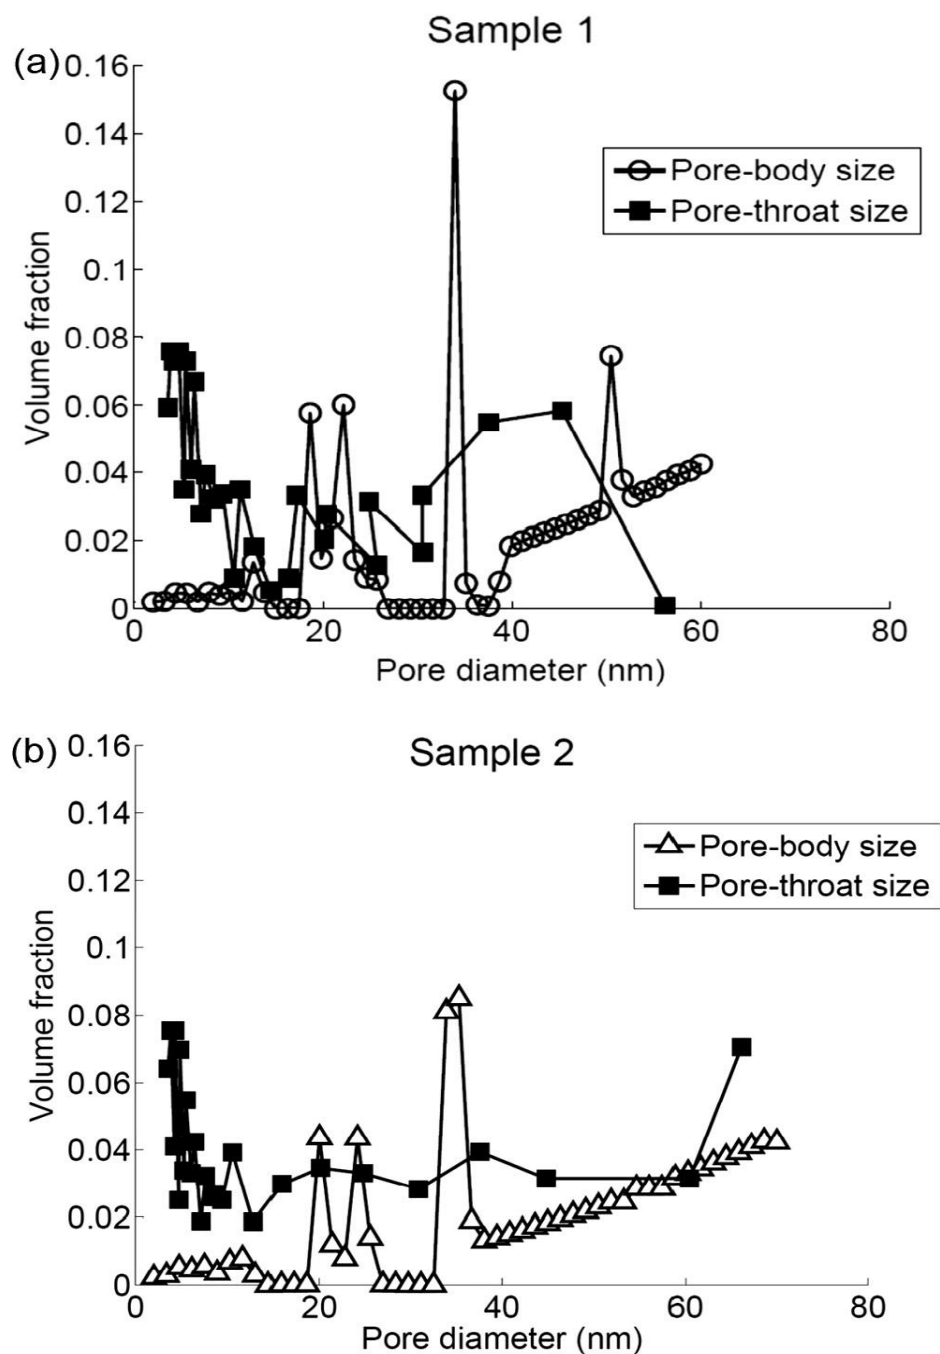 Sample 1
(a)
0.16
0.14
0.12
0.1
0.08
0.06
0.04
0.02
0
Volume fraction
Pore-body size
Pore-throat size
0 20 40 60 80
Pore diameter (nm)
(b)
Sample 2
0.16
0.14
0.12
0.1
0.08
0.06
0.04
0.02
0
Volume fraction
Pore-body size
Pore-throat size
0 20 40 60 80
Pore diameter (nm)